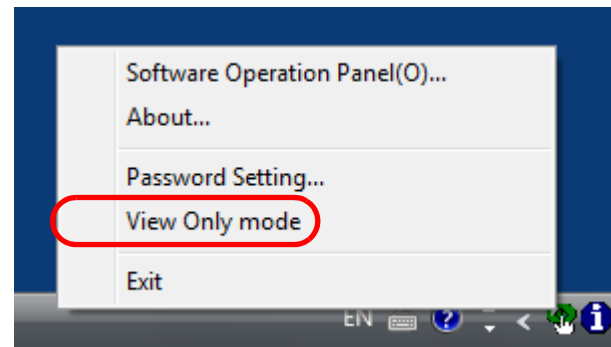 Software Operation Panel(O)...
About...
Password Setting...
View Only mode
Exit
EN